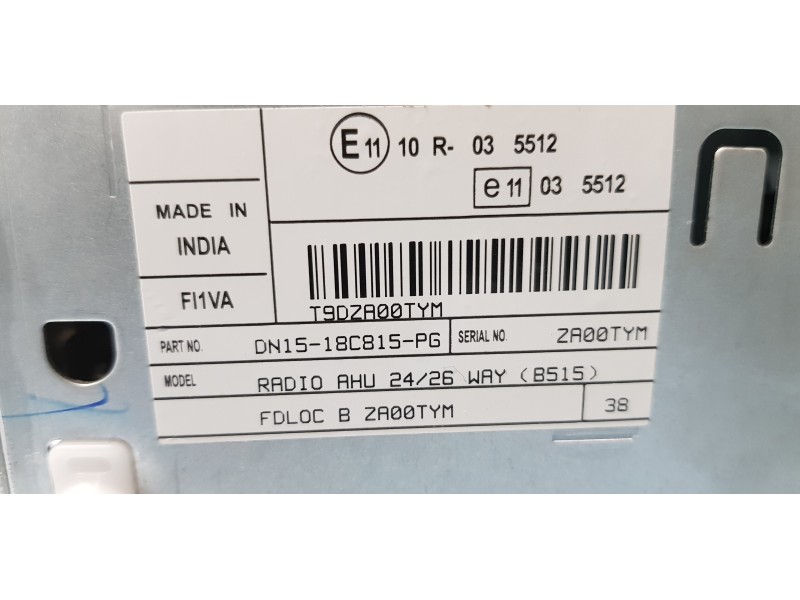 E 11 10 R- 03 5512
e 11 03 5512
MADE IN
INDIA
FI1VA
T9DZA00TYM
PART NO. DN15-18C815-PG SERIAL NO. ZA00TYM
MODEL RADIO AHU 24/26 WAY (B515)
FDLOC B ZA00TYM 38